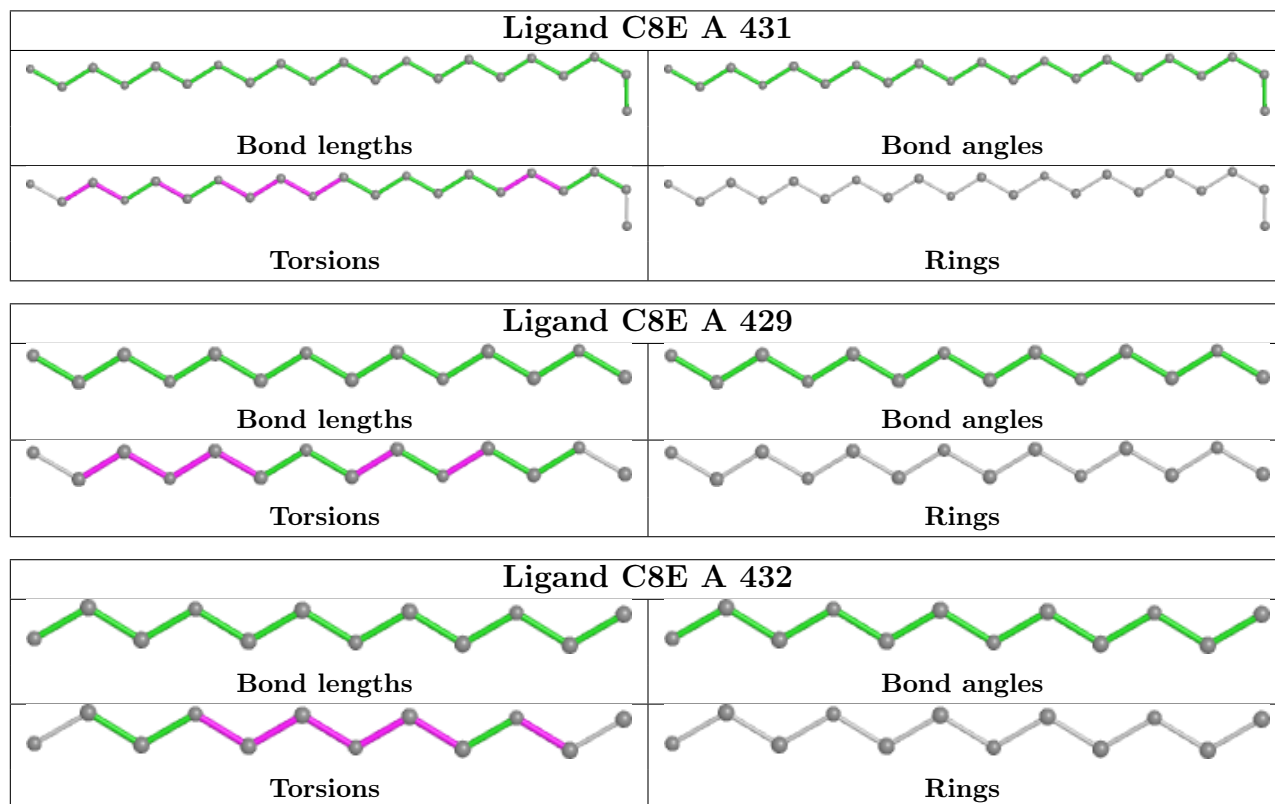 Ligand C8E A 431
Bond lengths Bond angles
Torsions Rings
Ligand C8E A 429
Bond lengths Bond angles
Torsions Rings
Ligand C8E A 432
Bond lengths Bond angles
Torsions Rings